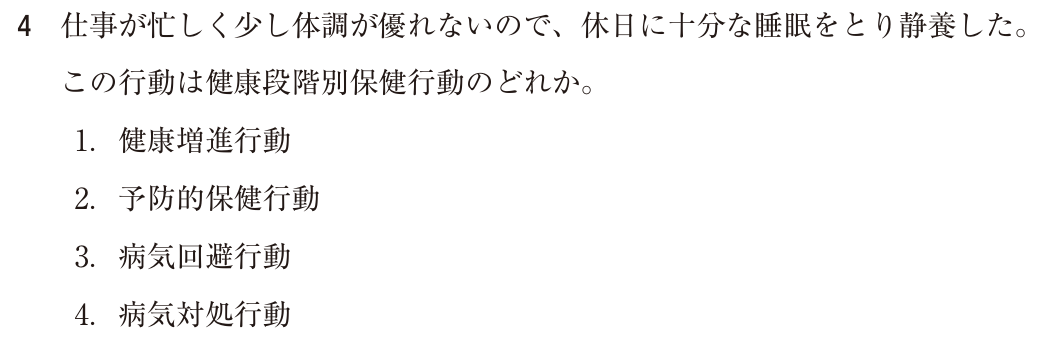 4 仕事が忙しく少し体調が優れないので、休日に十分な睡眠をとり静養した。
この行動は健康段階別保健行動のどれか。
1. 健康増進行動
2. 予防的保健行動
3. 病気回避行動
4. 病気対処行動